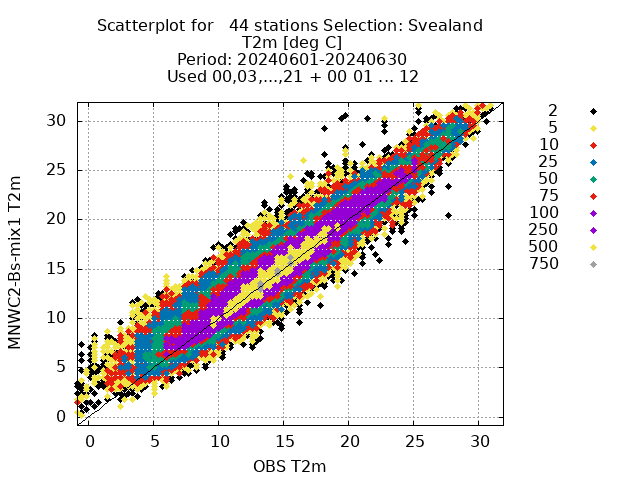 Scatterplot for   44 stations Selection: Svealand
T2m [deg C]
Period: 20240601-20240630
Used 00,03,...,21 + 00 01 ... 12
30
25
20
15
10
5
0
MNWC2-Bs-mix1 T2m
0 5 10 15 20 25 30
OBS T2m
2
5
10
25
50
75
100
250
500
750